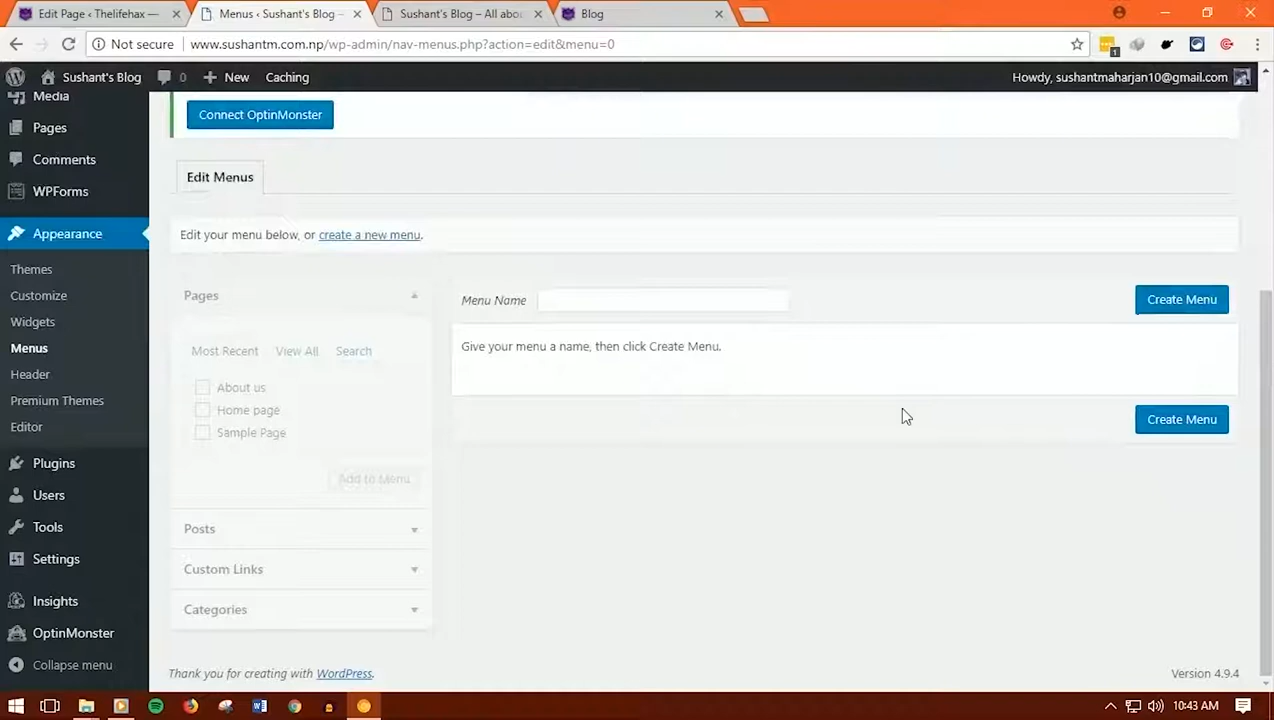 Edit Page ‹ Thelifehax —
Menus ‹ Sushant's Blog –
Sushant's Blog – All abou
Blog
Not secure
www.sushantm.com.np/wp-admin/nav-menus.php?action=edit&menu=0
1
Sushant's Blog
0
New
Caching
Howdy, sushantmaharjan10@gmail.com
Media
Pages
Comments
WPForms
Appearance
Themes
Customize
Widgets
Menus
Header
Premium Themes
Editor
Plugins
Users
Tools
Settings
Insights
OptinMonster
Collapse menu
Connect OptinMonster
Edit Menus
Edit your menu below, or create a new menu.
Pages
Most Recent View All Search
About us
Home page
Sample Page
Add to Menu
Posts
Custom Links
Categories
Menu Name
Create Menu
Give your menu a name, then click Create Menu.
Create Menu
Thank you for creating with WordPress.
Version 4.9.4
10:43 AM